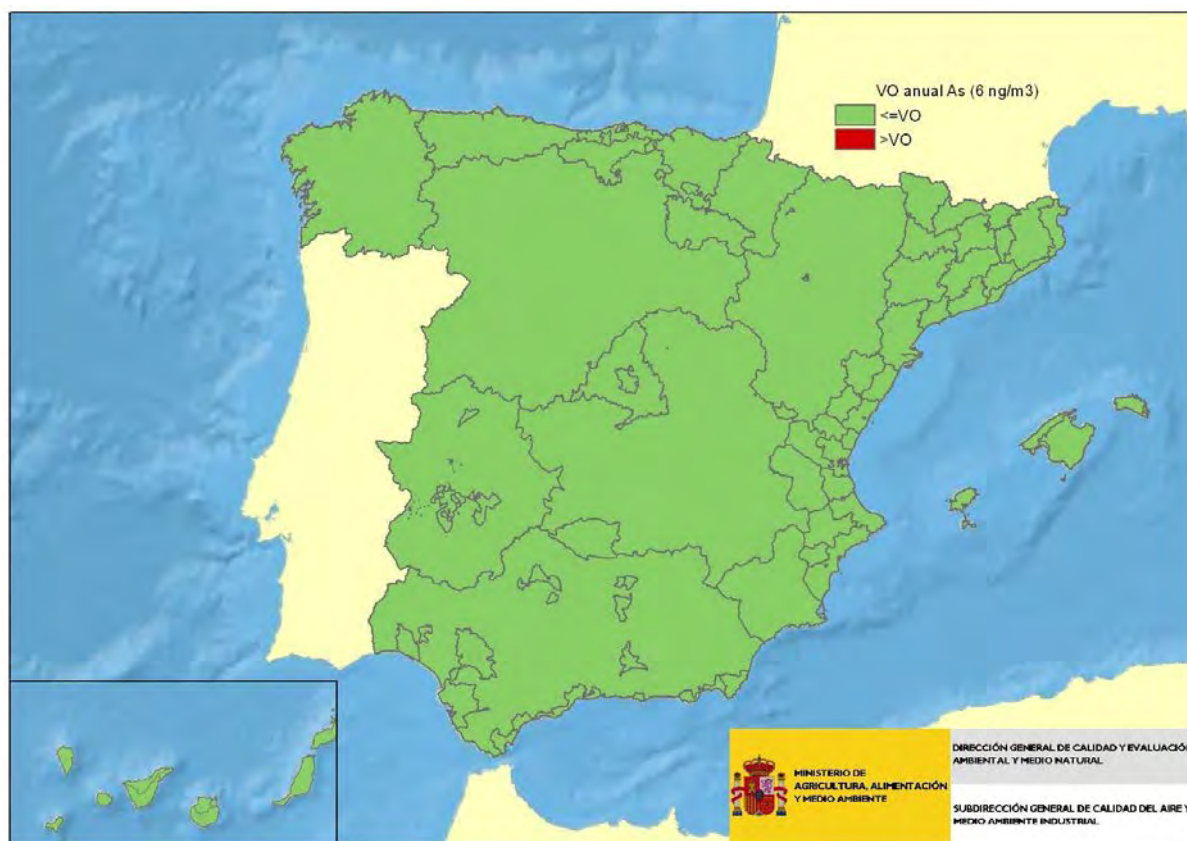 VO anual As (6 ng/m3)
<=VO
>VO
MINISTERIO DE
AGRICULTURA, ALIMENTACIÓN
Y MEDIO AMBIENTE
DIRECCIÓN GENERAL DE CALIDAD Y EVALUACIÓN
AMBIENTAL Y MEDIO NATURAL
SUBDIRECCIÓN GENERAL DE CALIDAD DEL AIRE Y
MEDIO AMBIENTE INDUSTRIAL